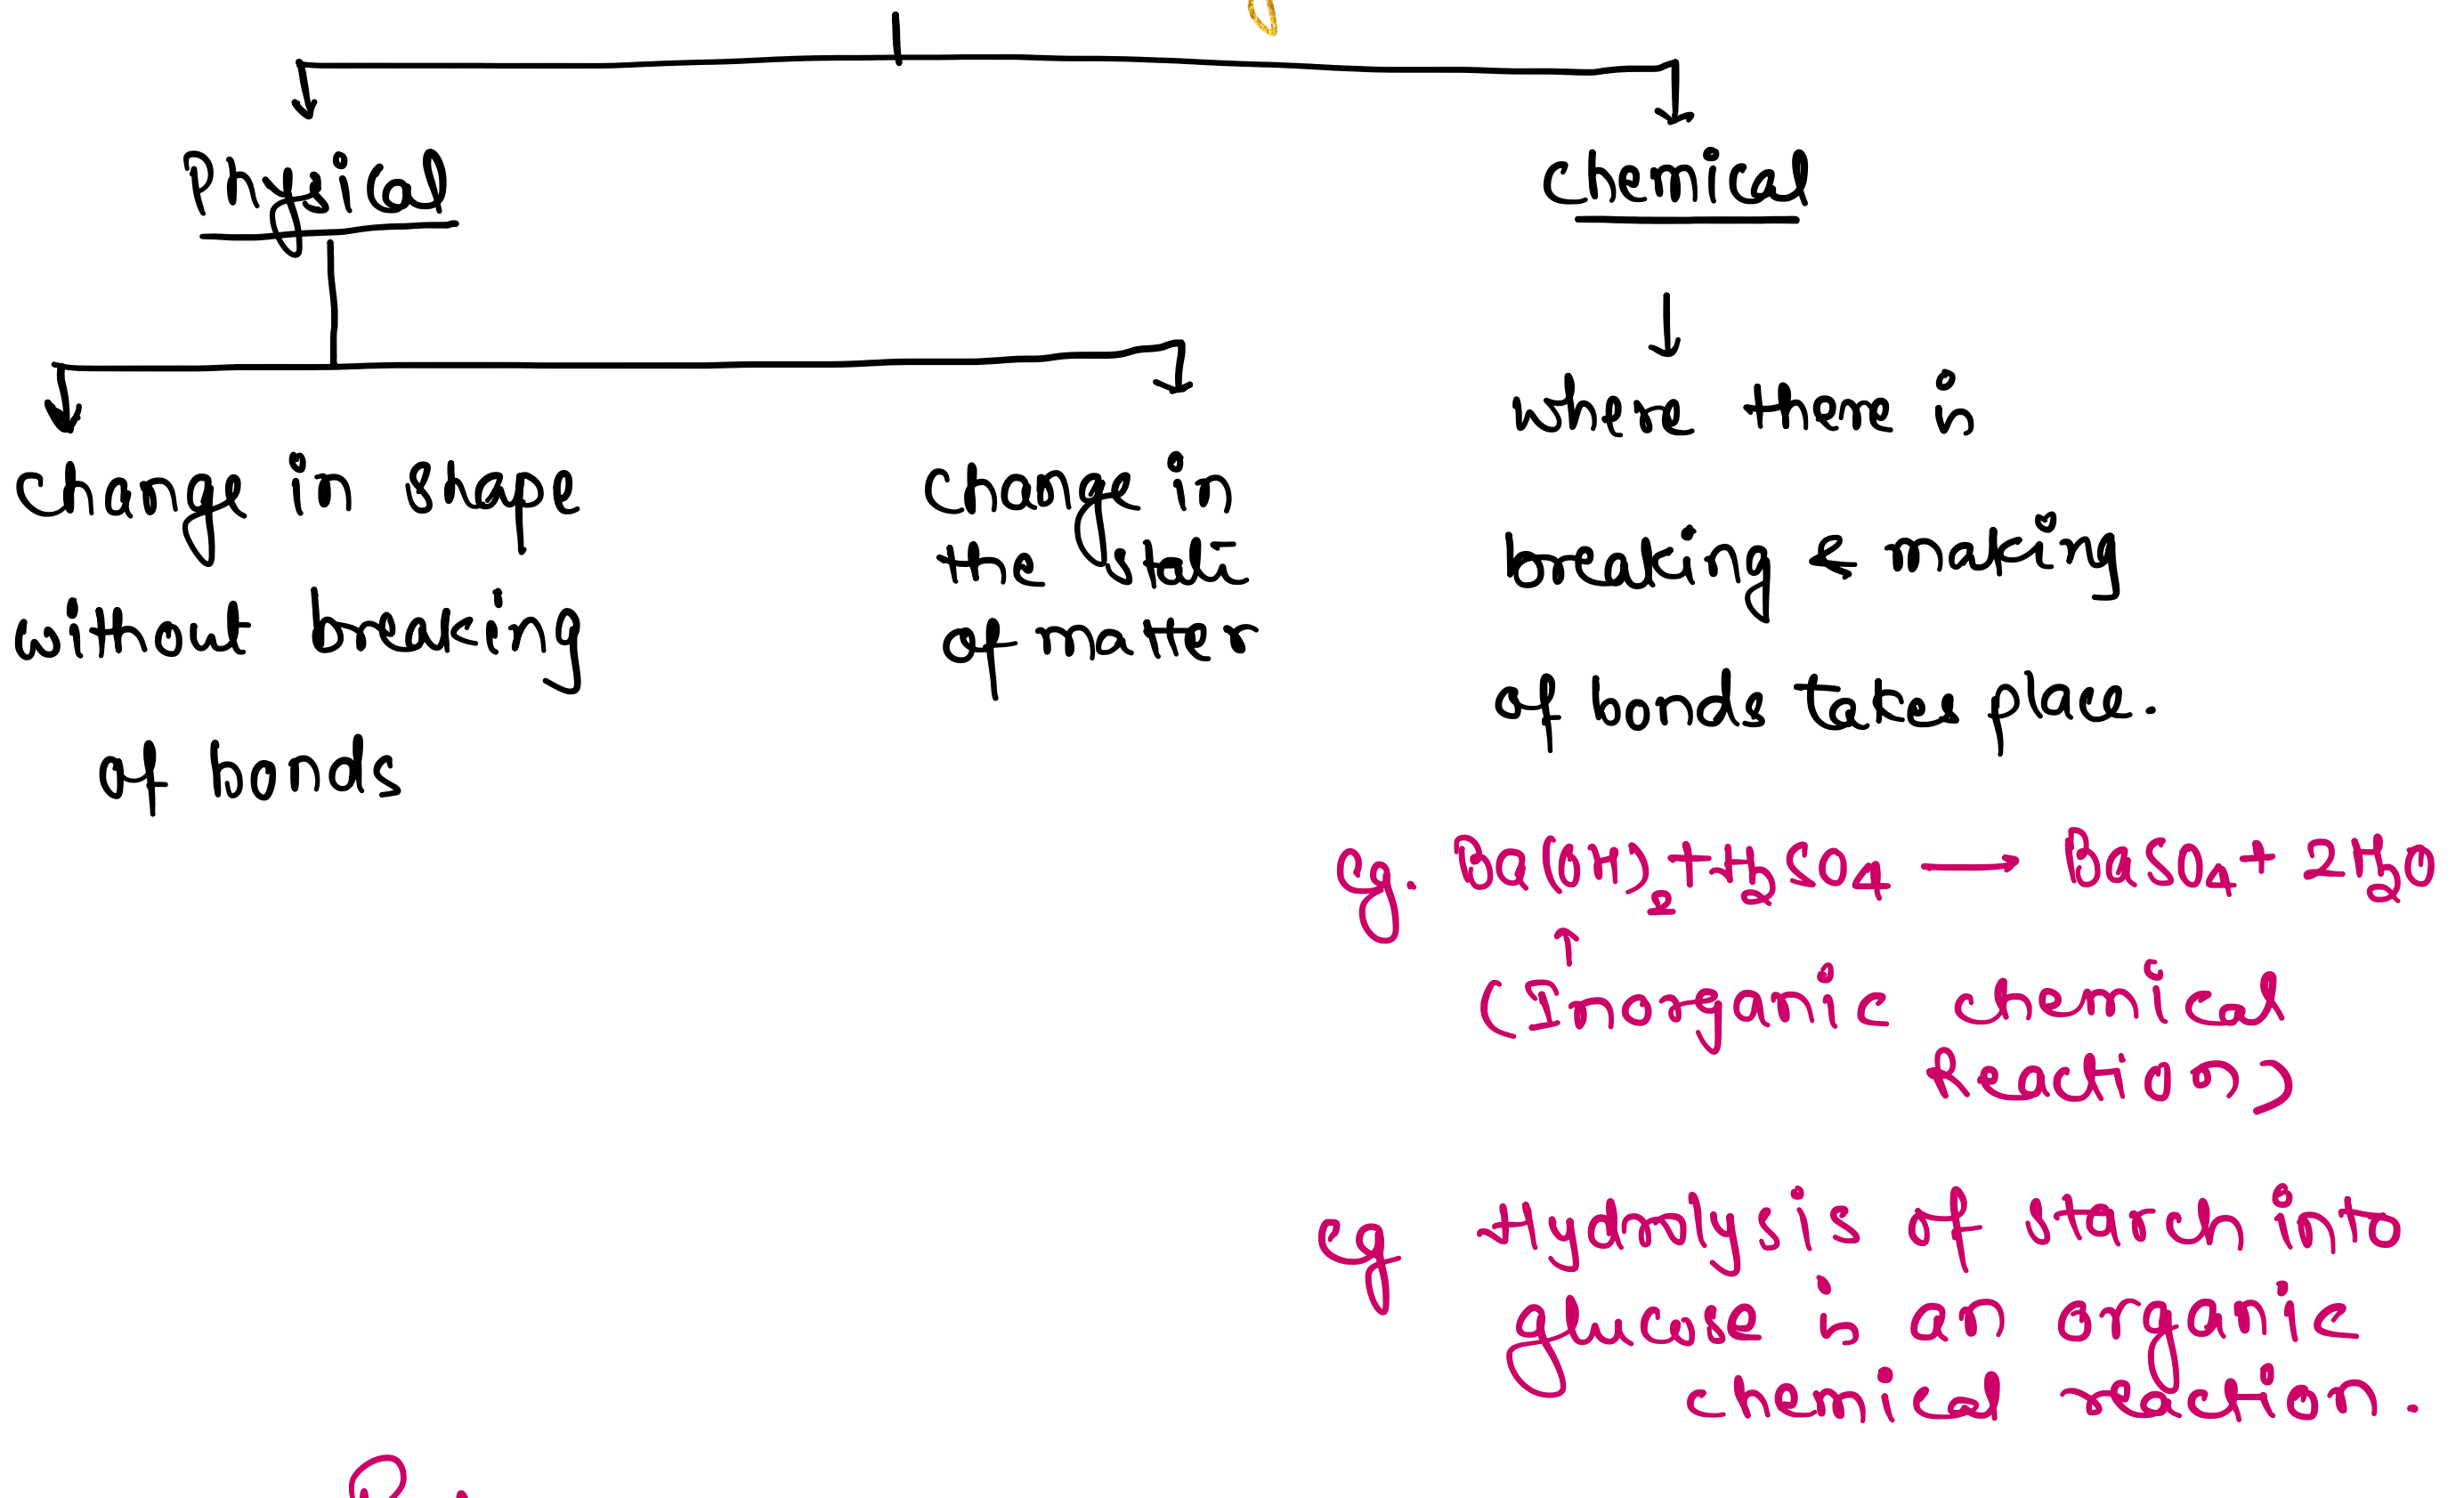 Physical
Chemical
Change in shape
without breaking
of bonds
Change in
the state
of matter
where there is
breaking & making
of bonds takes place.
eg. Ba(OH)₂ + H₂SO₄ → BaSO₄ + 2H₂O
(Inorganic chemical
Reaction)
eg Hydrolysis of starch into
glucose is an organic
chemical reaction.